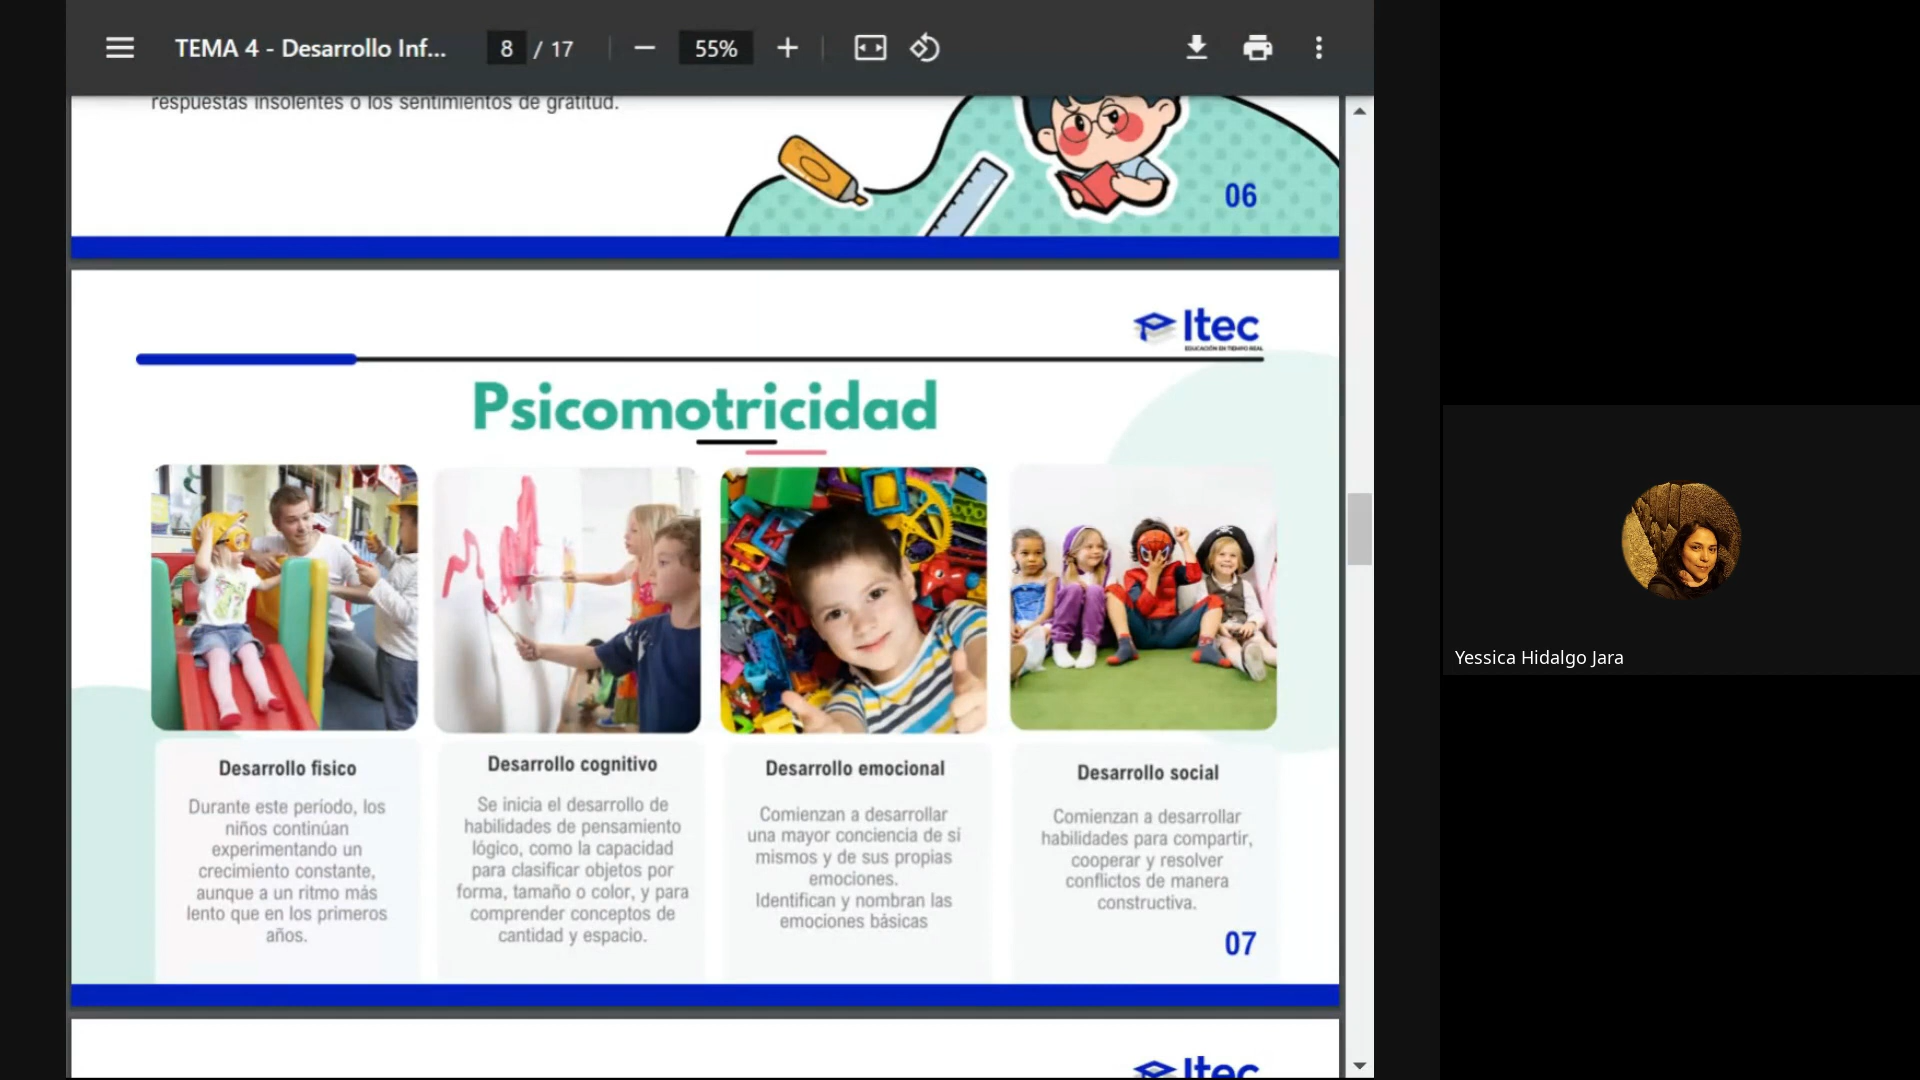 TEMA 4 - Desarrollo Inf...
8 / 17
55%
respuestas insolentes o los sentimientos de gratitud.
06
Itec
EDUCACIÓN EN TIEMPO REAL
Psicomotricidad
Desarrollo fisico
Durante este período, los
niños continúan
experimentando un
crecimiento constante,
aunque a un ritmo más
lento que en los primeros
años.
Desarrollo cognitivo
Se inicia el desarrollo de
habilidades de pensamiento
lógico, como la capacidad
para clasificar objetos por
forma, tamaño o color, y para
comprender conceptos de
cantidad y espacio.
Desarrollo emocional
Comienzan a desarrollar
una mayor conciencia de sí
mismos y de sus propias
emociones.
Identifican y nombran las
emociones básicas
Desarrollo social
Comienzan a desarrollar
habilidades para compartir,
cooperar y resolver
conflictos de manera
constructiva.
07
Itec
Yessica Hidalgo Jara